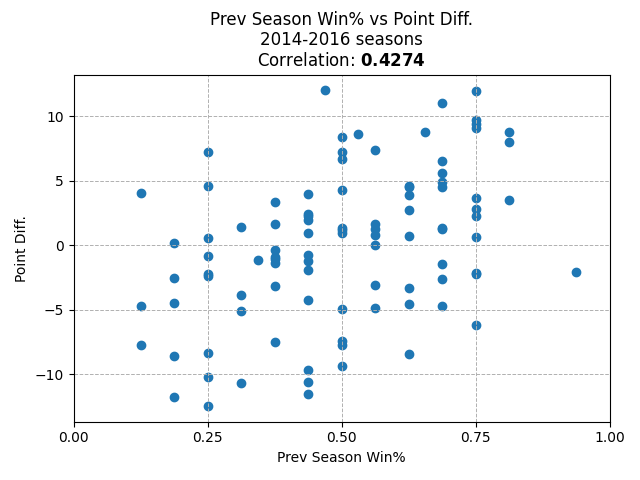 Prev Season Win% vs Point Diff.
2014-2016 seasons
Correlation: 0.4274
Point Diff.
10
5
0
−5
−10
0.00 0.25 0.50 0.75 1.00
Prev Season Win%